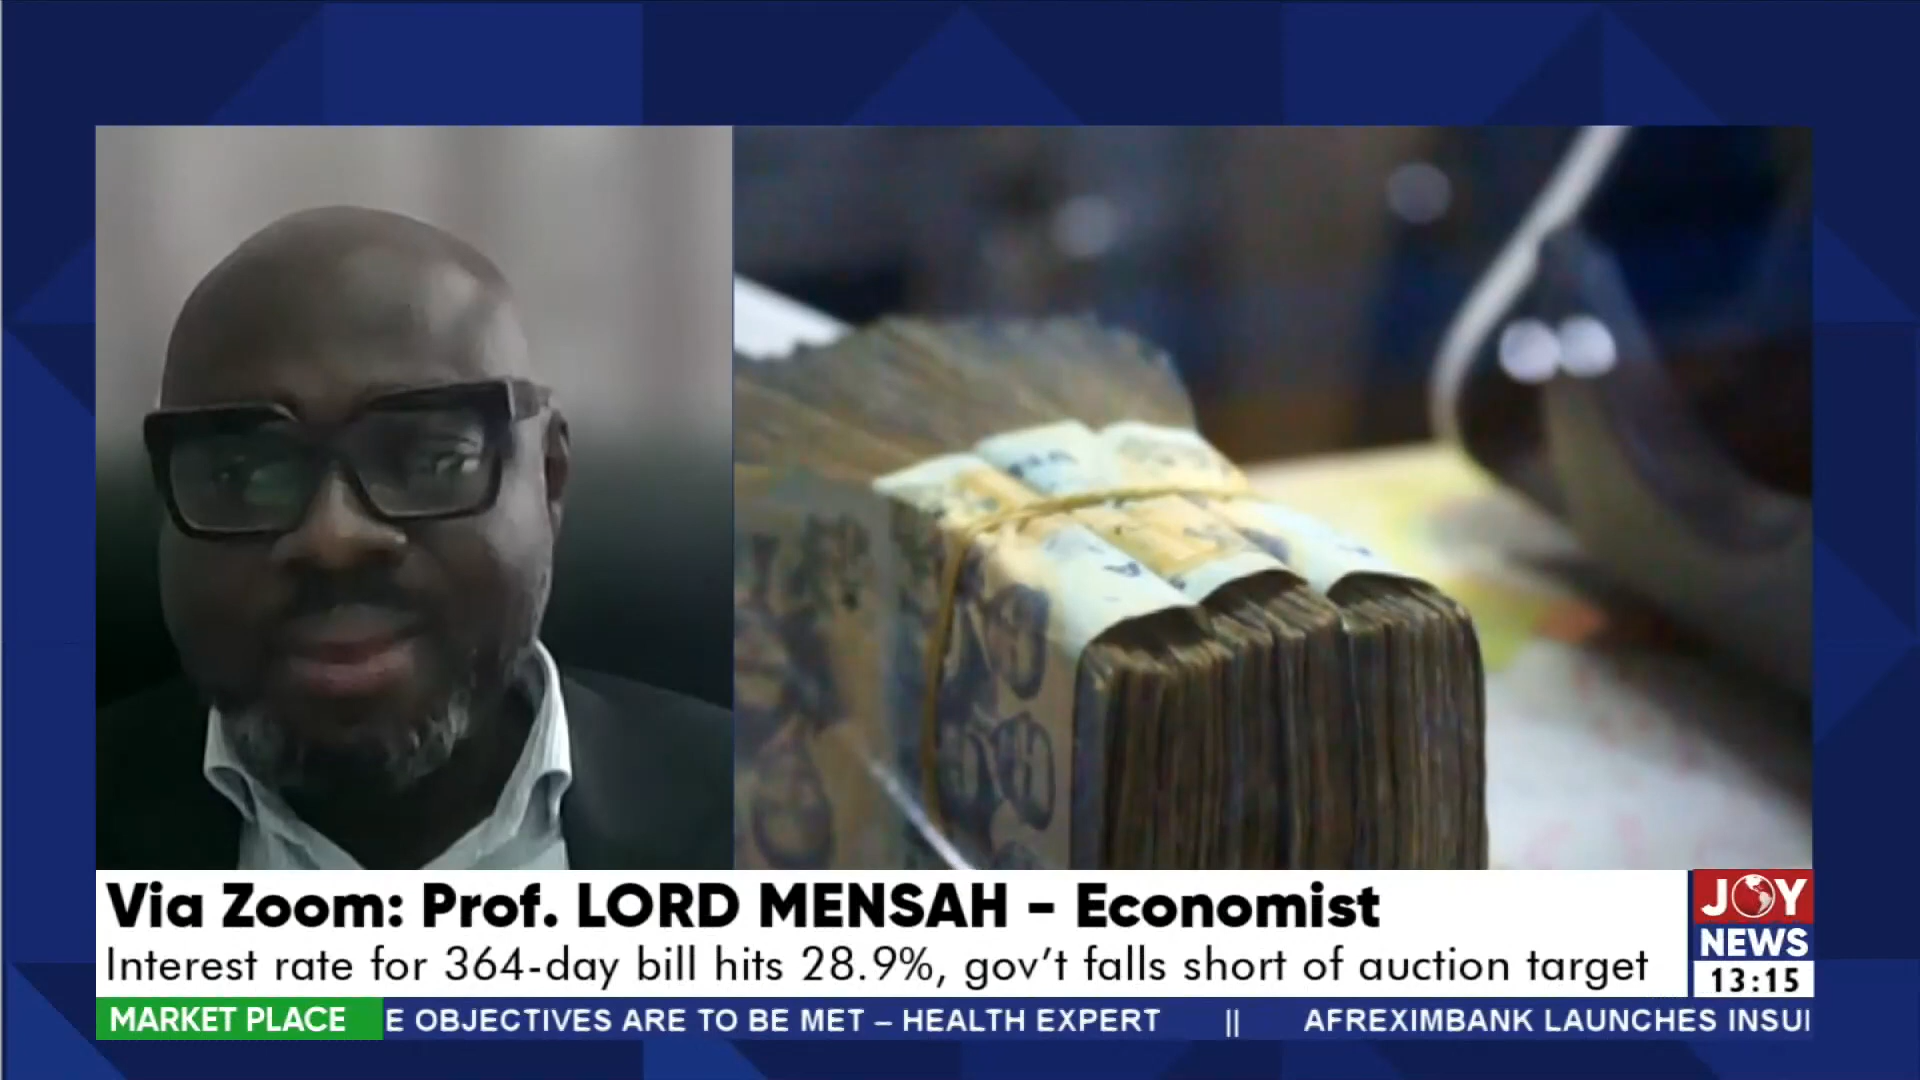 Via Zoom: Prof. LORD MENSAH - Economist
Interest rate for 364-day bill hits 28.9%, gov't falls short of auction target
JOY
NEWS
13:15
MARKET PLACE
E OBJECTIVES ARE TO BE MET – HEALTH EXPERT || AFREXIMBANK LAUNCHES INSUI